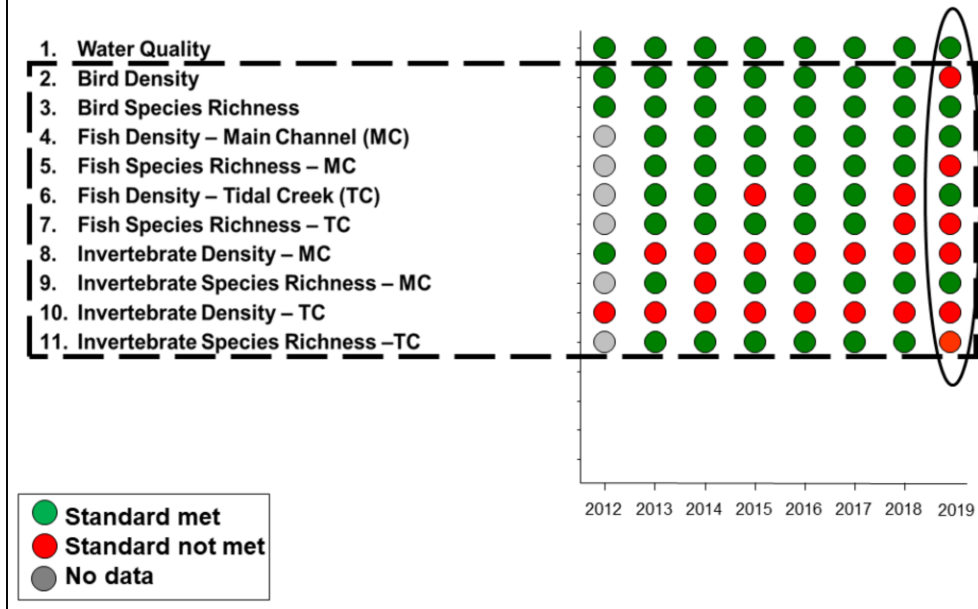 1. Water Quality
2. Bird Density
3. Bird Species Richness
4. Fish Density – Main Channel (MC)
5. Fish Species Richness – MC
6. Fish Density – Tidal Creek (TC)
7. Fish Species Richness – TC
8. Invertebrate Density – MC
9. Invertebrate Species Richness – MC
10. Invertebrate Density – TC
11. Invertebrate Species Richness –TC
2012 2013 2014 2015 2016 2017 2018 2019
Standard met
Standard not met
No data